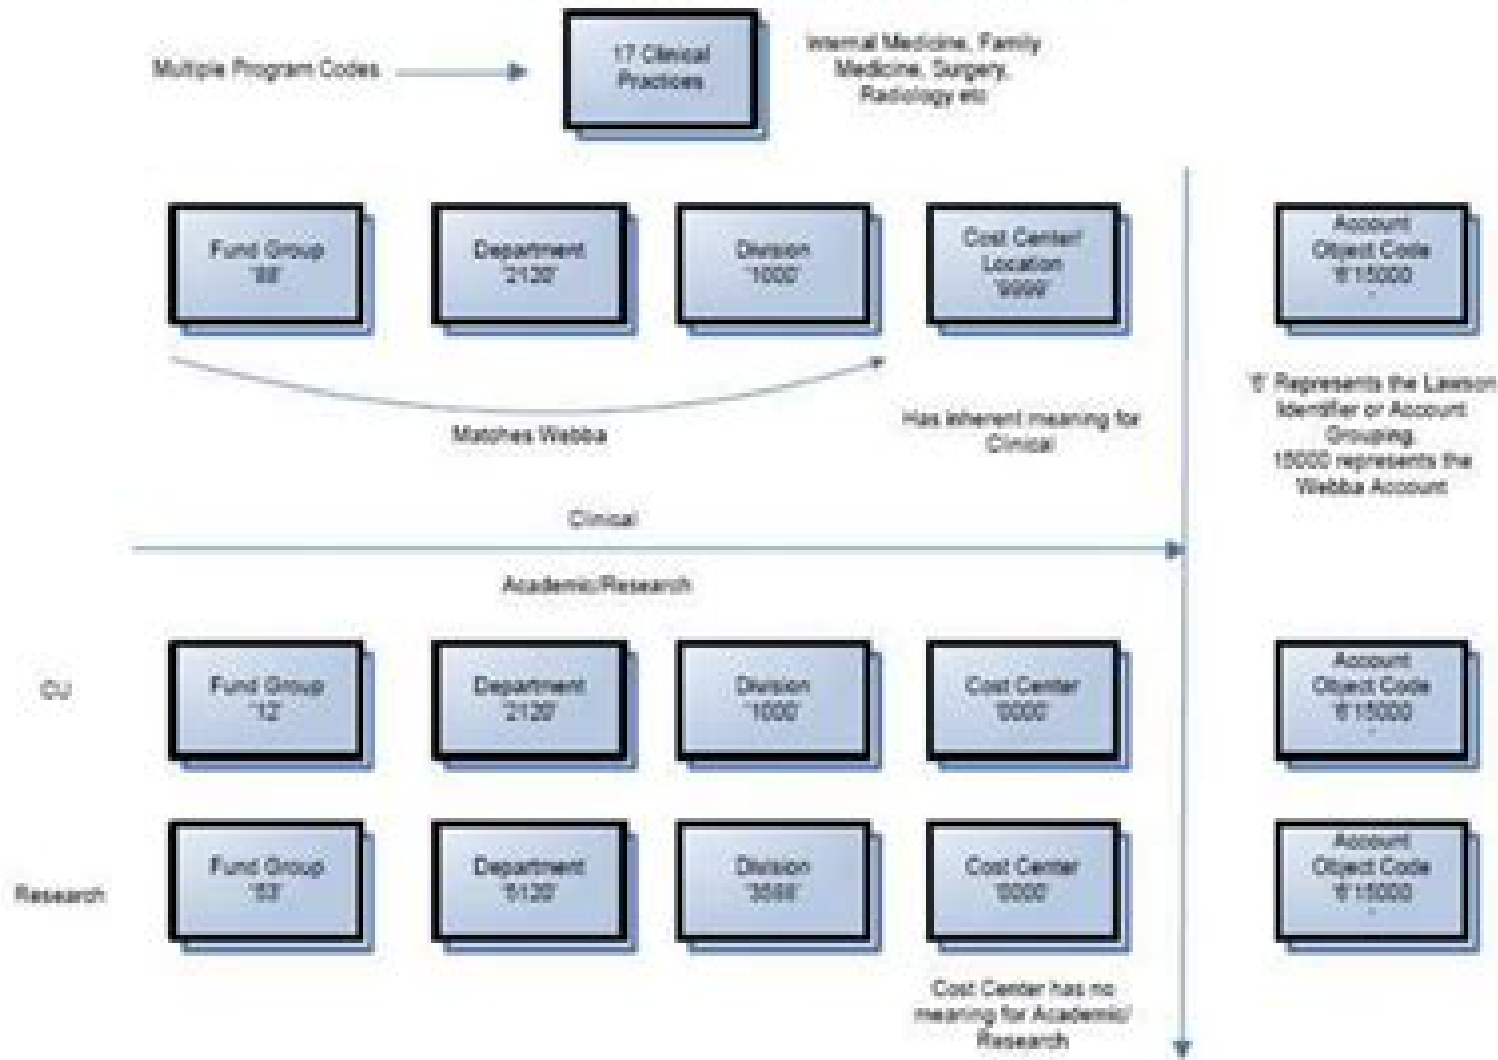 Multiple Program Codes
17 Clinical
Practices
Internal Medicine, Family
Medicine, Surgery,
Radiology etc
Fund Group
Department
'2120'
Division
'1000'
Cost Center/
Location
'9999'
Account
Object Code
'6'15000
Matches Webba
Has inherent meaning for
Clinical
'6' Represents the Lawson
Identifier or Account
Grouping.
15000 represents the
Webba Account
Clinical
Academic/Research
CU
Fund Group
'12'
Department
'2120'
Division
'1000'
Cost Center
'0000'
Account
Object Code
'6'15000
Research
Fund Group
'53'
Department
'5120'
Division
Cost Center
'0000'
Account
Object Code
'6'15000
Cost Center has no
meaning for Academic/
Research